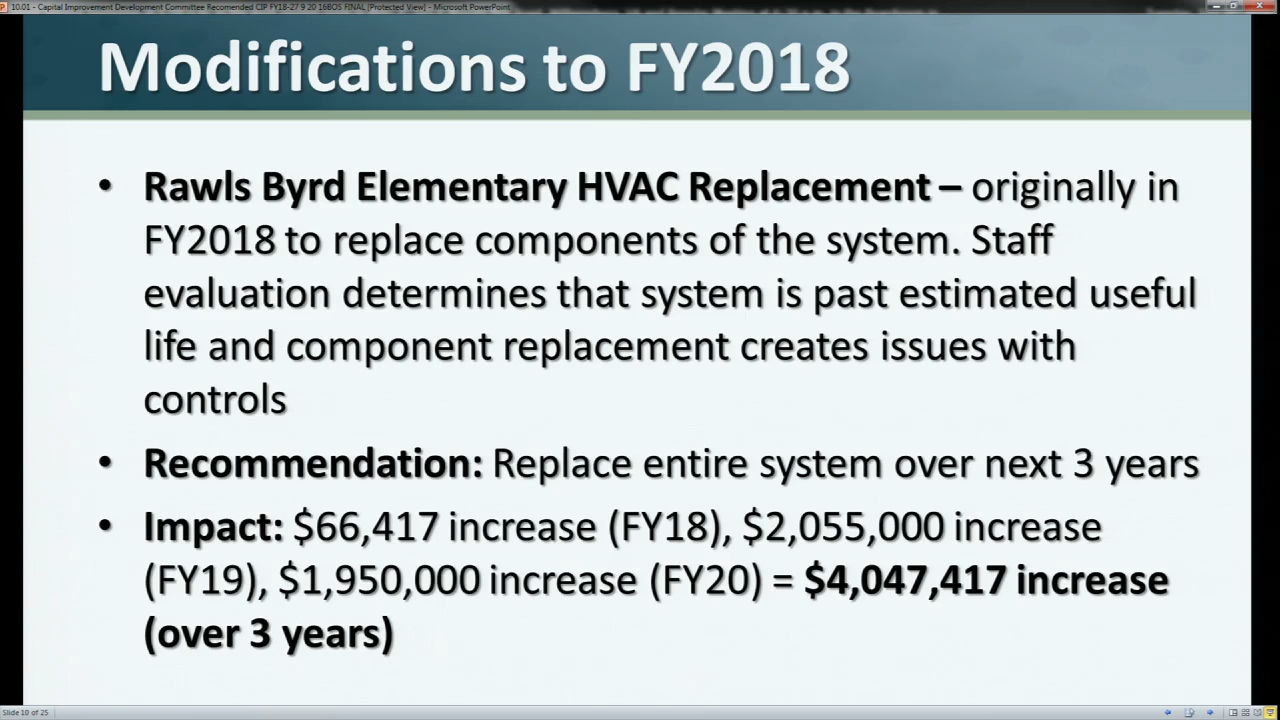 10.01 - Capital Improvement Development Committee Recomended CIP FY18-27 9 20 16BOS FINAL [Protected View] - Microsoft PowerPoint
Modifications to FY2018
• Rawls Byrd Elementary HVAC Replacement – originally in
FY2018 to replace components of the system. Staff
evaluation determines that system is past estimated useful
life and component replacement creates issues with
controls
• Recommendation: Replace entire system over next 3 years
• Impact: $66,417 increase (FY18), $2,055,000 increase
(FY19), $1,950,000 increase (FY20) = $4,047,417 increase
(over 3 years)
Slide 10 of 25